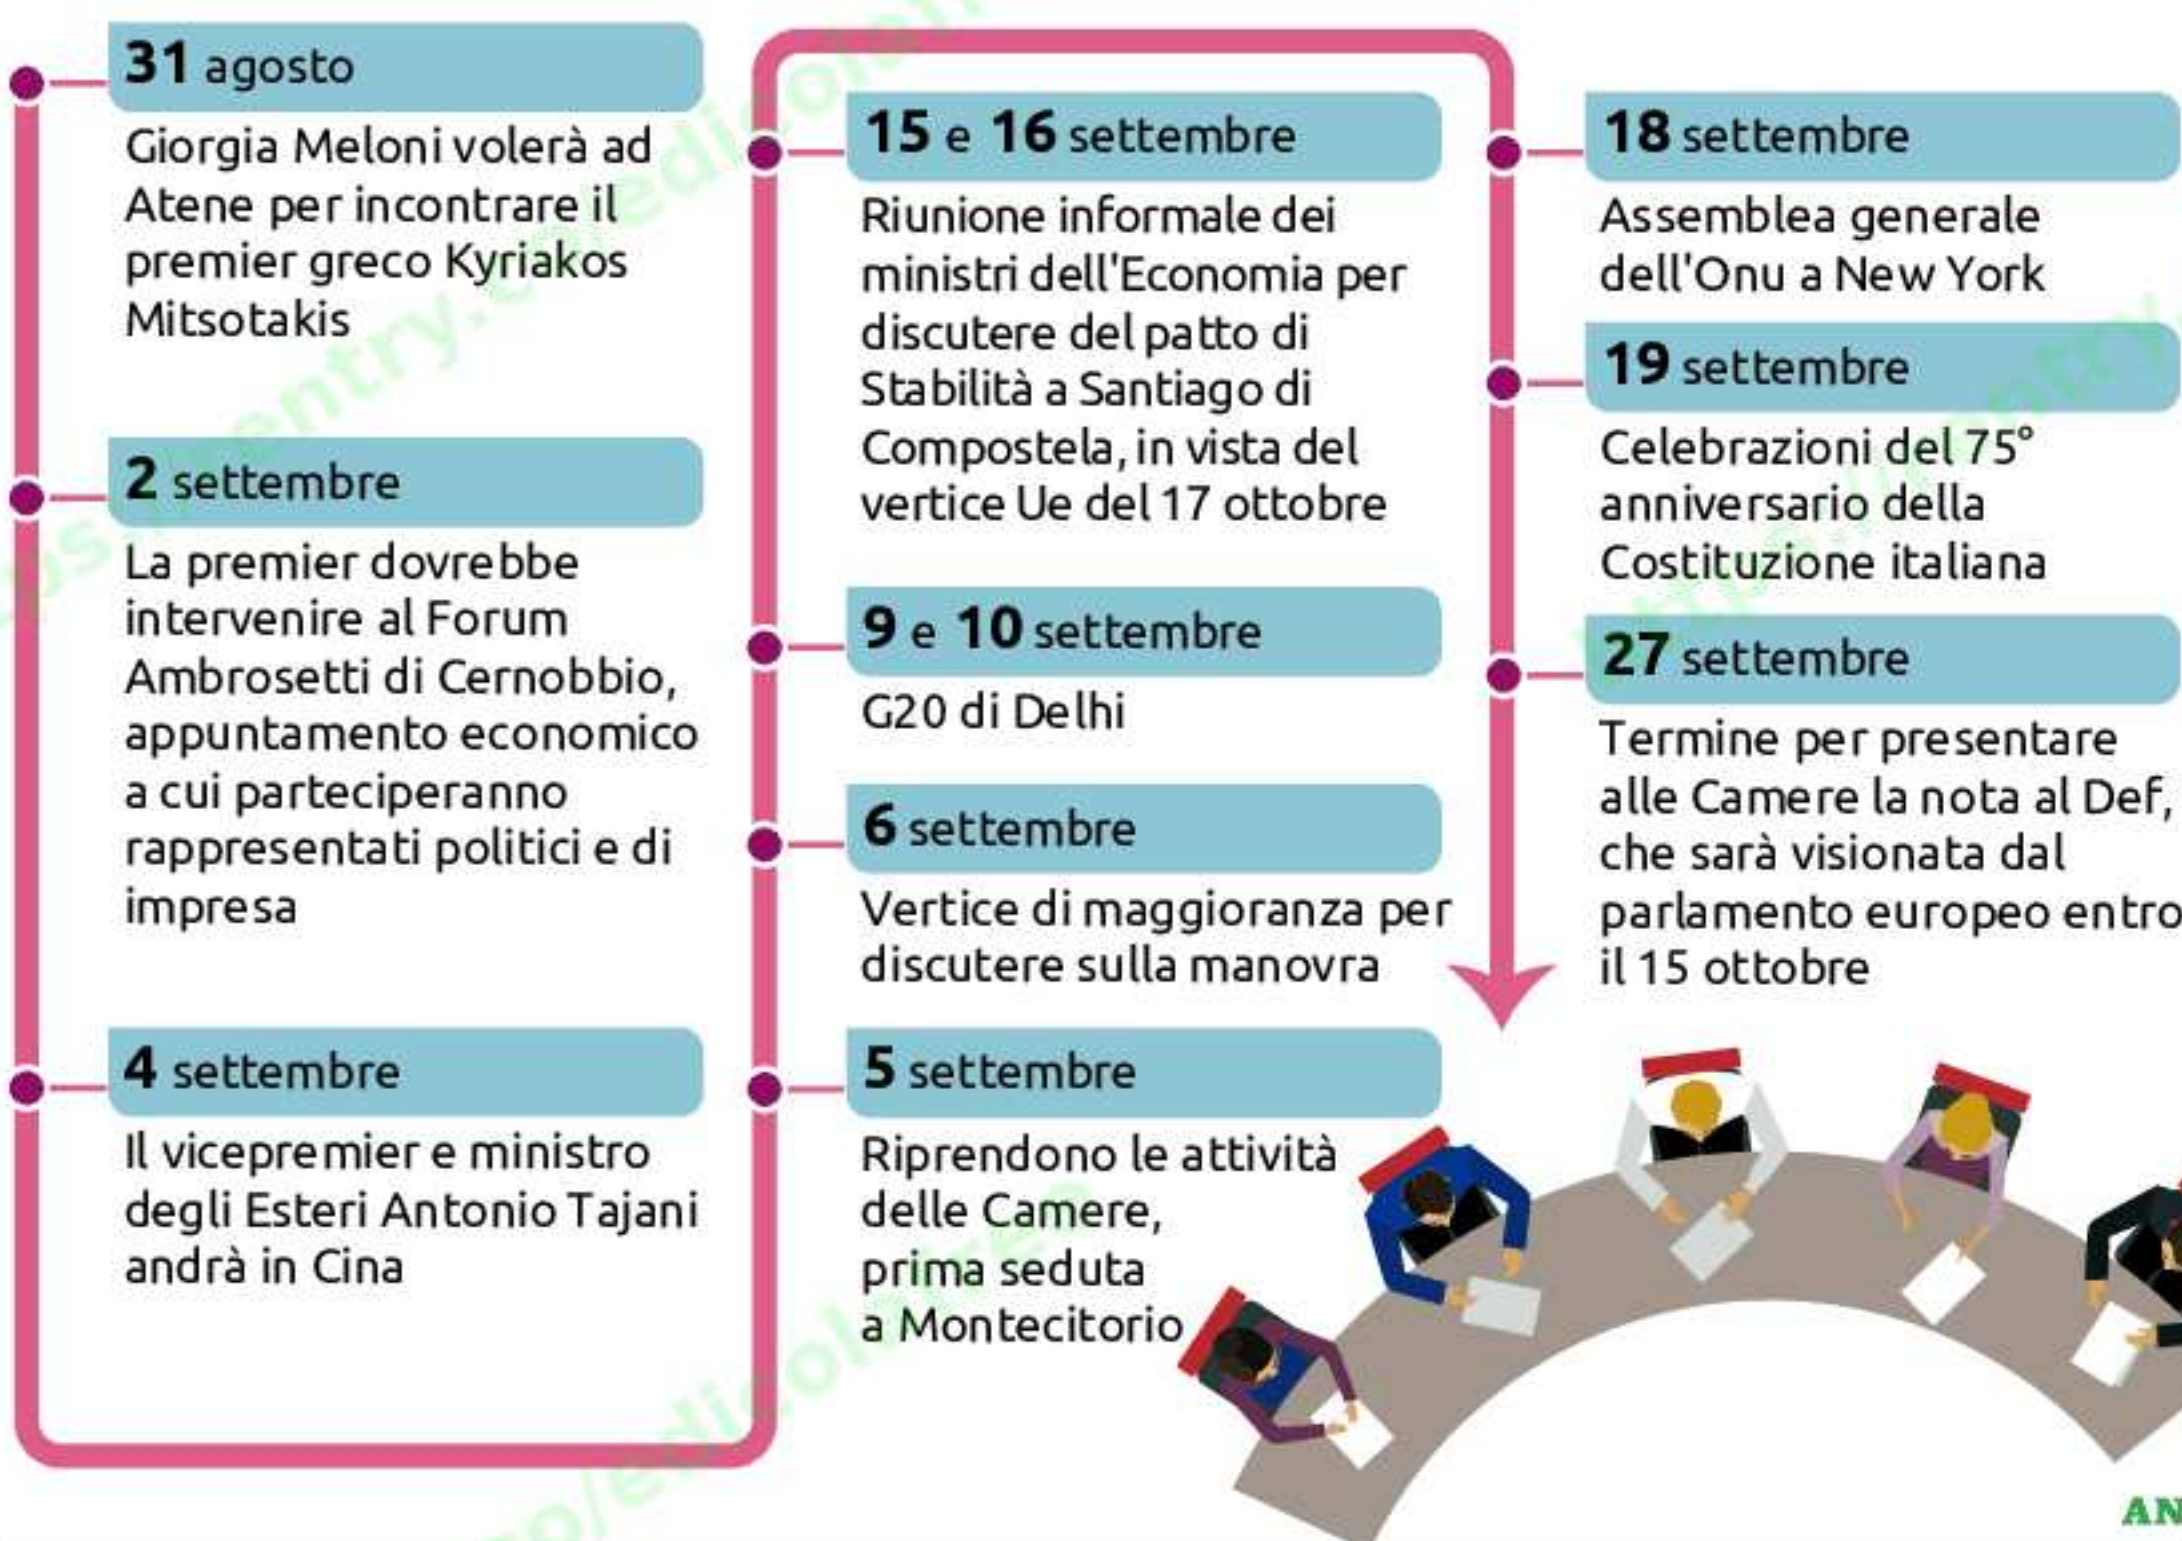 31 agosto
Giorgia Meloni volerà ad
Atene per incontrare il
premier greco Kyriakos
Mitsotakis
2 settembre
La premier dovrebbe
intervenire al Forum
Ambrosetti di Cernobbio,
appuntamento economico
a cui parteciperanno
rappresentati politici e di
impresa
4 settembre
Il vicepremier e ministro
degli Esteri Antonio Tajani
andrà in Cina
5 settembre
Riprendono le attività
delle Camere,
prima seduta
a Montecitorio
6 settembre
Vertice di maggioranza per
discutere sulla manovra
9 e 10 settembre
G20 di Delhi
15 e 16 settembre
Riunione informale dei
ministri dell'Economia per
discutere del patto di
Stabilità a Santiago di
Compostela, in vista del
vertice Ue del 17 ottobre
18 settembre
Assemblea generale
dell'Onu a New York
19 settembre
Celebrazioni del 75°
anniversario della
Costituzione italiana
27 settembre
Termine per presentare
alle Camere la nota al Def,
che sarà visionata dal
parlamento europeo entro
il 15 ottobre